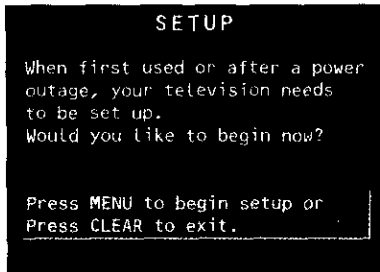 SETUP
When first used or after a power
outage, your television needs
to be set up.
Would you like to begin now?
Press MENU to begin setup or
Press CLEAR to exit.